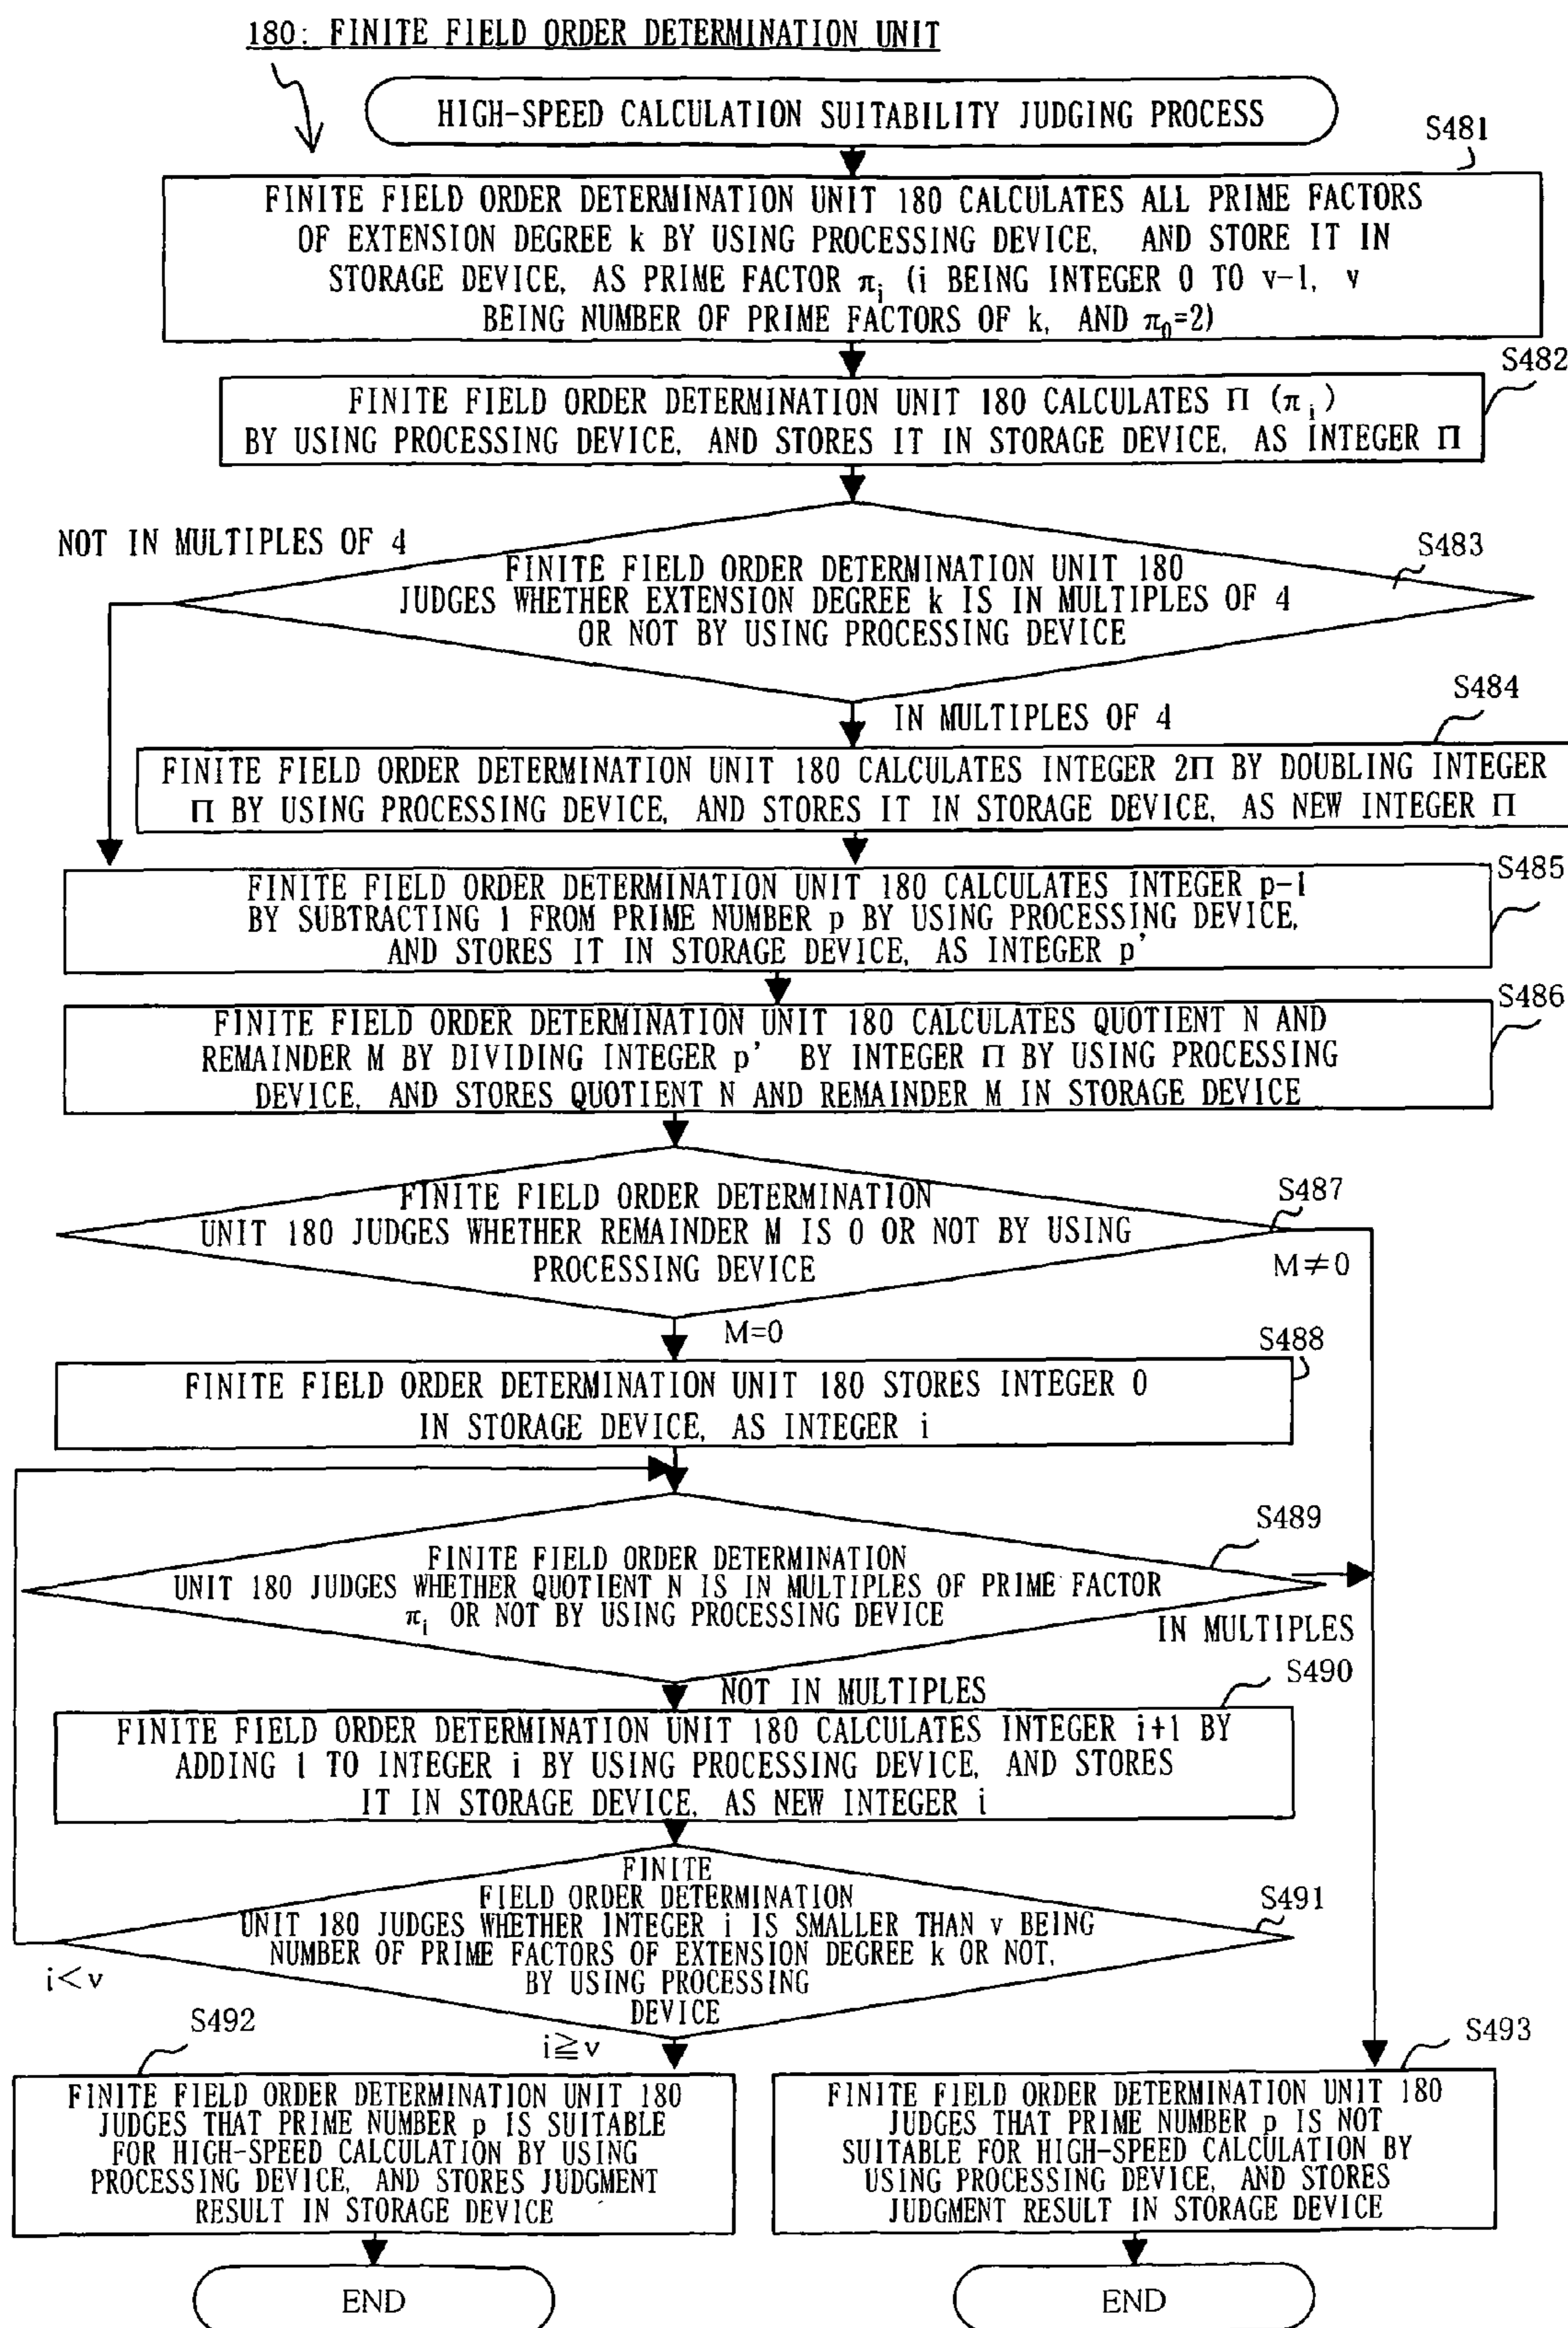 180: FINITE FIELD ORDER DETERMINATION UNIT
HIGH-SPEED CALCULATION SUITABILITY JUDGING PROCESS
S481
FINITE FIELD ORDER DETERMINATION UNIT 180 CALCULATES ALL PRIME FACTORS
OF EXTENSION DEGREE k BY USING PROCESSING DEVICE, AND STORE IT IN
STORAGE DEVICE, AS PRIME FACTOR πi (i BEING INTEGER 0 TO v-1, v
BEING NUMBER OF PRIME FACTORS OF k, AND π0=2)
S482
FINITE FIELD ORDER DETERMINATION UNIT 180 CALCULATES Π (πi)
BY USING PROCESSING DEVICE, AND STORES IT IN STORAGE DEVICE, AS INTEGER Π
NOT IN MULTIPLES OF 4
S483
FINITE FIELD ORDER DETERMINATION UNIT 180
JUDGES WHETHER EXTENSION DEGREE k IS IN MULTIPLES OF 4
OR NOT BY USING PROCESSING DEVICE
S484
IN MULTIPLES OF 4
FINITE FIELD ORDER DETERMINATION UNIT 180 CALCULATES INTEGER 2Π BY DOUBLING INTEGER
Π BY USING PROCESSING DEVICE, AND STORES IT IN STORAGE DEVICE, AS NEW INTEGER Π
S485
FINITE FIELD ORDER DETERMINATION UNIT 180 CALCULATES INTEGER p-1
BY SUBTRACTING 1 FROM PRIME NUMBER p BY USING PROCESSING DEVICE,
AND STORES IT IN STORAGE DEVICE, AS INTEGER p'
S486
FINITE FIELD ORDER DETERMINATION UNIT 180 CALCULATES QUOTIENT N AND
REMAINDER M BY DIVIDING INTEGER p' BY INTEGER Π BY USING PROCESSING
DEVICE, AND STORES QUOTIENT N AND REMAINDER M IN STORAGE DEVICE
S487
FINITE FIELD ORDER DETERMINATION
UNIT 180 JUDGES WHETHER REMAINDER M IS 0 OR NOT BY USING
PROCESSING DEVICE
M≠0
M=0
S488
FINITE FIELD ORDER DETERMINATION UNIT 180 STORES INTEGER 0
IN STORAGE DEVICE, AS INTEGER i
S489
FINITE FIELD ORDER DETERMINATION
UNIT 180 JUDGES WHETHER QUOTIENT N IS IN MULTIPLES OF PRIME FACTOR
πi OR NOT BY USING PROCESSING DEVICE
IN MULTIPLES
NOT IN MULTIPLES
S490
FINITE FIELD ORDER DETERMINATION UNIT 180 CALCULATES INTEGER i+1 BY
ADDING 1 TO INTEGER i BY USING PROCESSING DEVICE, AND STORES
IT IN STORAGE DEVICE, AS NEW INTEGER i
S491
FINITE
FIELD ORDER DETERMINATION
UNIT 180 JUDGES WHETHER INTEGER i IS SMALLER THAN v BEING
NUMBER OF PRIME FACTORS OF EXTENSION DEGREE k OR NOT,
BY USING PROCESSING
DEVICE
i<v
i≧v
S492
FINITE FIELD ORDER DETERMINATION UNIT 180
JUDGES THAT PRIME NUMBER p IS SUITABLE
FOR HIGH-SPEED CALCULATION BY USING
PROCESSING DEVICE, AND STORES JUDGMENT
RESULT IN STORAGE DEVICE
END
S493
FINITE FIELD ORDER DETERMINATION UNIT 180
JUDGES THAT PRIME NUMBER p IS NOT
SUITABLE FOR HIGH-SPEED CALCULATION BY
USING PROCESSING DEVICE, AND STORES
JUDGMENT RESULT IN STORAGE DEVICE
END